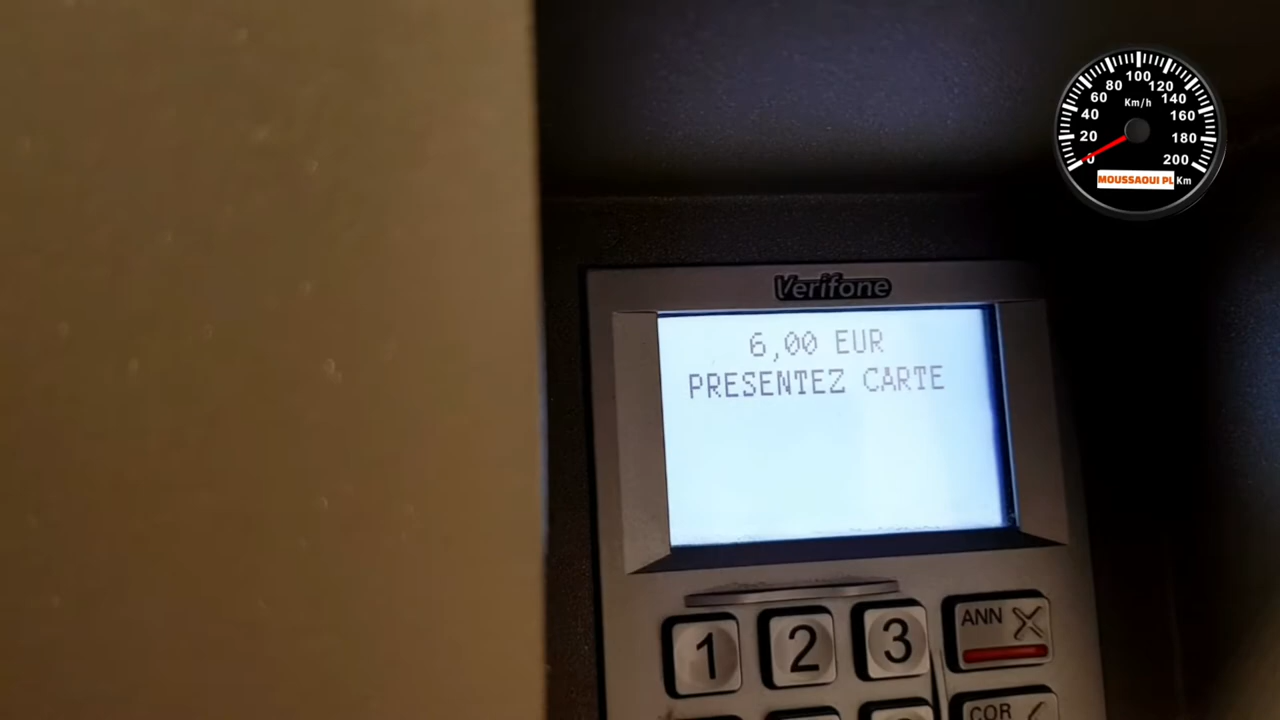 100
80
120
60
Km/h
140
40
160
20
180
0
200
MOUSSAOUI PL
Km
Verifone
6,00 EUR
PRESENTEZ CARTE
1 2 3 ANN
COR